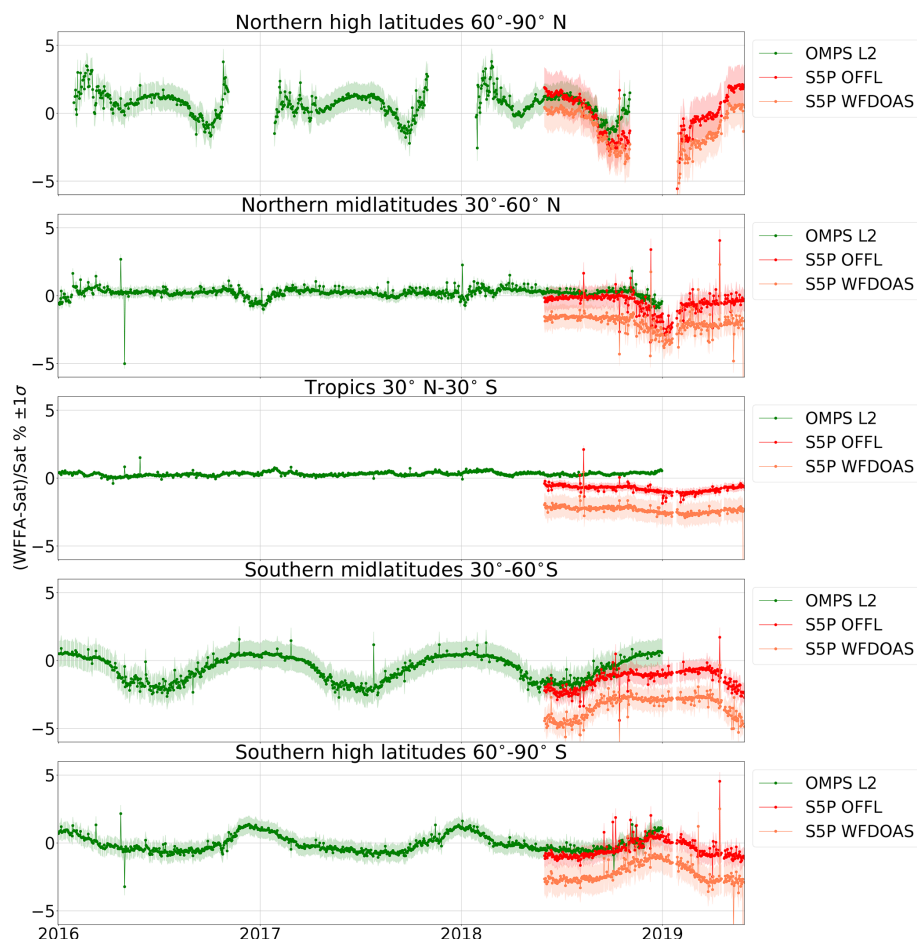 Northern high latitudes 60°-90° N
5
0
−5
OMPS L2
S5P OFFL
S5P WFDOAS
Northern midlatitudes 30°-60° N
5
0
−5
OMPS L2
S5P OFFL
S5P WFDOAS
(WFFA-Sat)/Sat % ±1σ
Tropics 30° N-30° S
5
0
−5
OMPS L2
S5P OFFL
S5P WFDOAS
Southern midlatitudes 30°-60°S
5
0
−5
OMPS L2
S5P OFFL
S5P WFDOAS
Southern high latitudes 60°-90° S
5
0
−5
OMPS L2
S5P OFFL
S5P WFDOAS
2016 2017 2018 2019